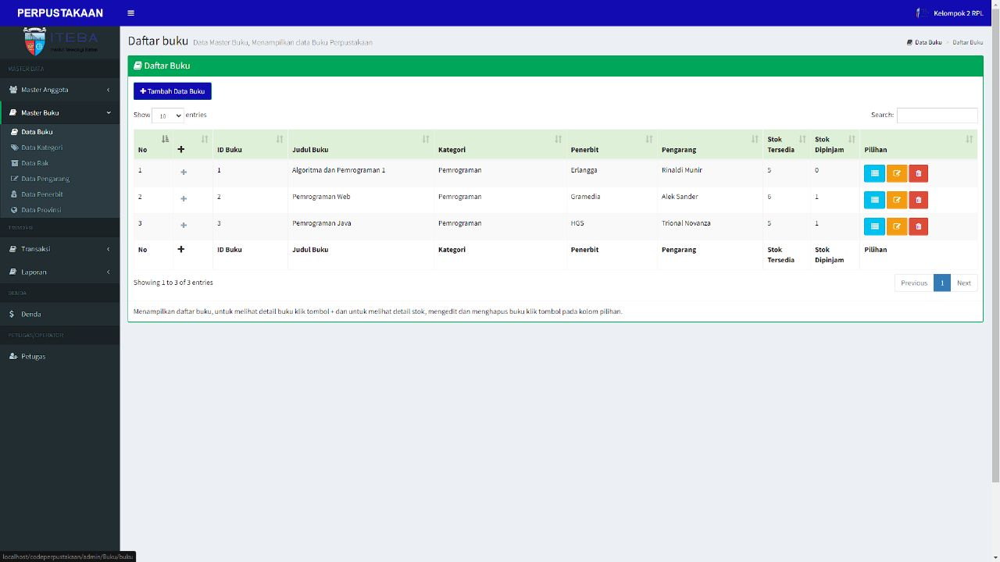 PERPUSTAKAAN
Kelompok 2 RPL
ITEBA
Institut Teknologi Batam
MASTER DATA
Master Anggota
Master Buku
Data Buku
Data Kategori
Data Rak
Data Pengarang
Data Penerbit
Data Provinsi
Transaksi
Transaksi
Laporan
DENDA
Denda
PETUGAS/OPERATOR
Petugas
Daftar buku Data Master Buku, Menampilkan data Buku Perpustakaan
Data Buku > Daftar Buku
Daftar Buku
+ Tambah Data Buku
Show 10 entries
Search:
No + ID Buku Judul Buku Kategori Penerbit Pengarang Stok Tersedia Stok Dipinjam Pilihan
1 + 1 Algoritma dan Pemrograman 1 Pemrograman Erlangga Rinaldi Munir 5 0
2 + 2 Pemrograman Web Pemrograman Gramedia Alek Sander 6 1
3 + 3 Pemrograman Java Pemrograman HGS Trional Novanza 5 1
No + ID Buku Judul Buku Kategori Penerbit Pengarang Stok Tersedia Stok Dipinjam Pilihan
Showing 1 to 3 of 3 entries
Previous 1 Next
Menampilkan daftar buku, untuk melihat detail buku klik tombol + dan untuk melihat detail stok, mengedit dan menghapus buku klik tombol pada kolom pilihan.
localhost/codeperpustakaan/admin/Buku/buku